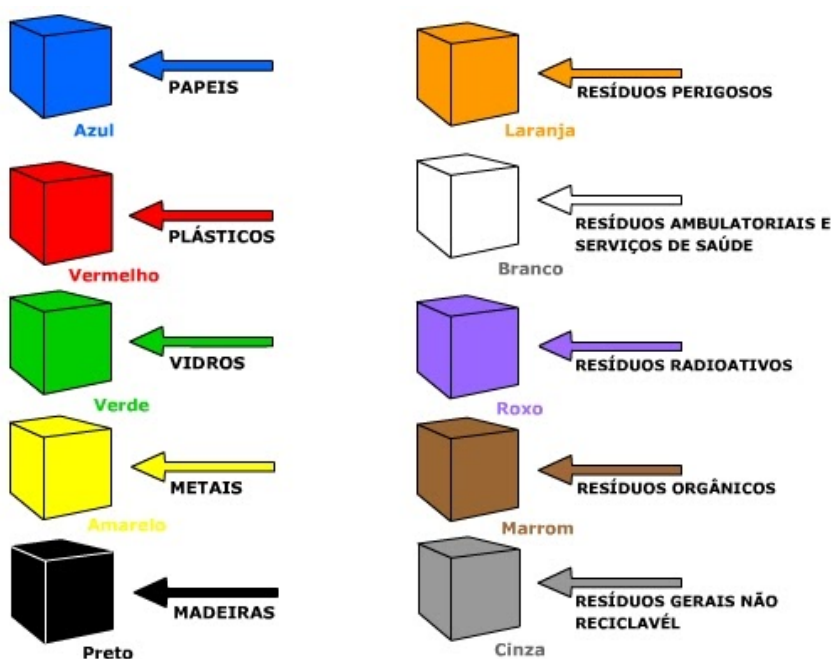 PAPEIS
Azul
PLÁSTICOS
Vermelho
VIDROS
Verde
METAIS
Amarelo
MADEIRAS
Preto
RESÍDUOS PERIGOSOS
Laranja
RESÍDUOS AMBULATORIAIS E
SERVIÇOS DE SAÚDE
Branco
RESÍDUOS RADIOATIVOS
Roxo
RESÍDUOS ORGÂNICOS
Marrom
RESÍDUOS GERAIS NÃO
RECICLAVÉL
Cinza